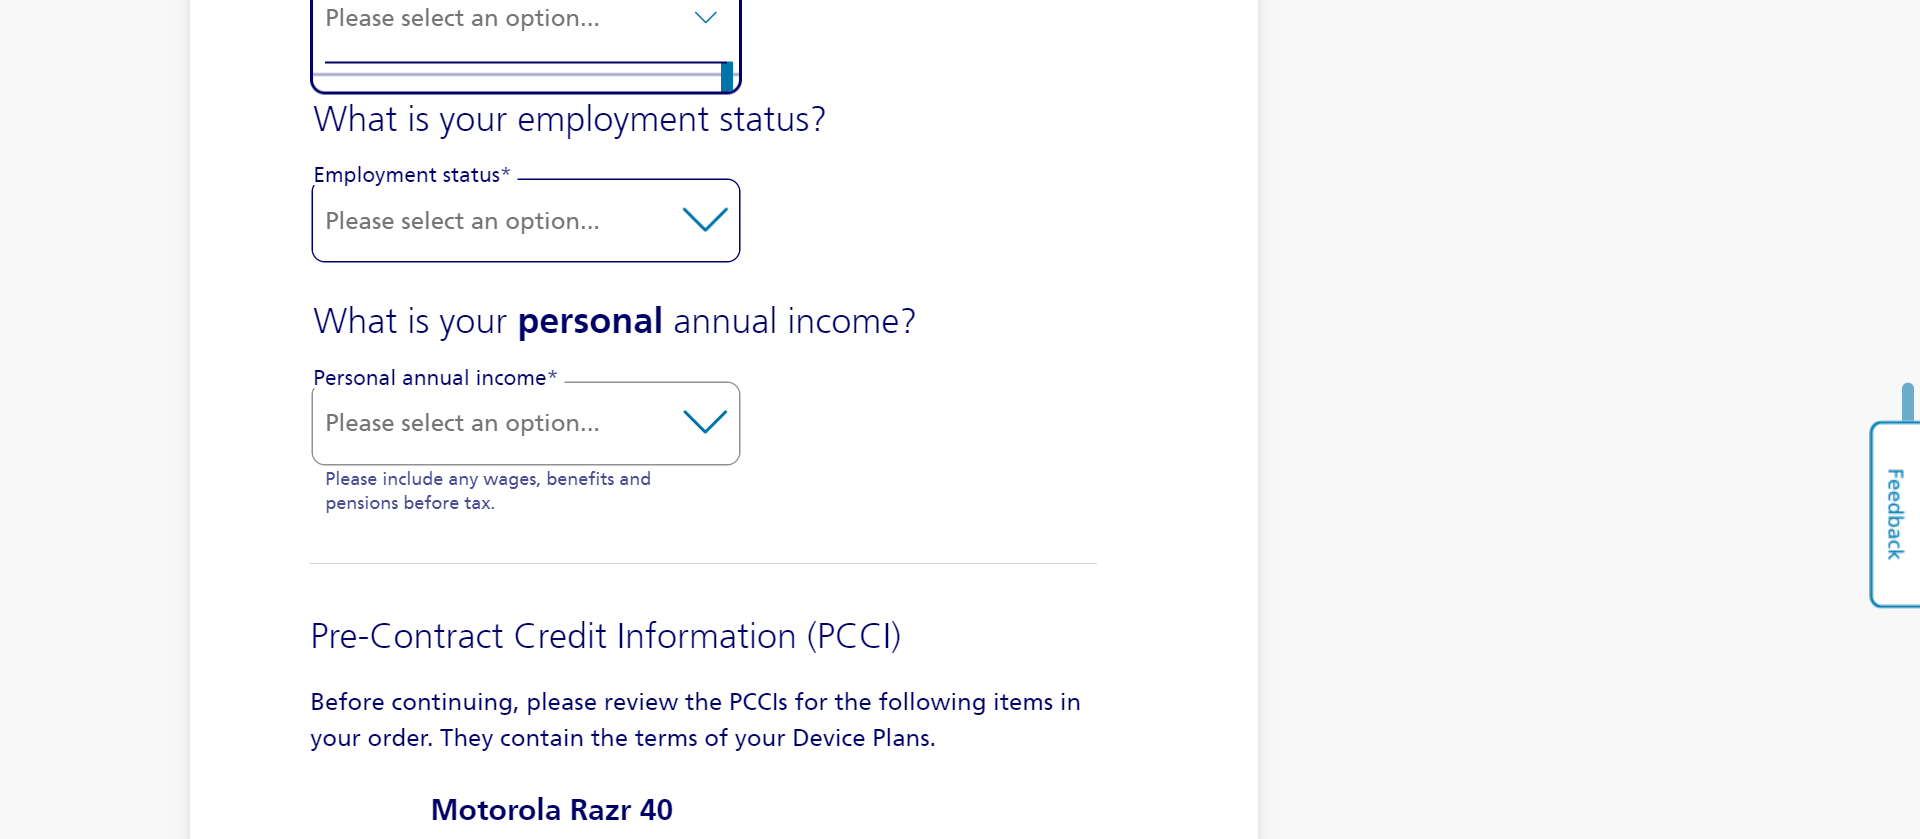 Please select an option...
What is your employment status?
Employment status*
Please select an option...
What is your personal annual income?
Personal annual income*
Please select an option...
Please include any wages, benefits and
pensions before tax.
Feedback
Pre-Contract Credit Information (PCCI)
Before continuing, please review the PCCIs for the following items in
your order. They contain the terms of your Device Plans.
Motorola Razr 40